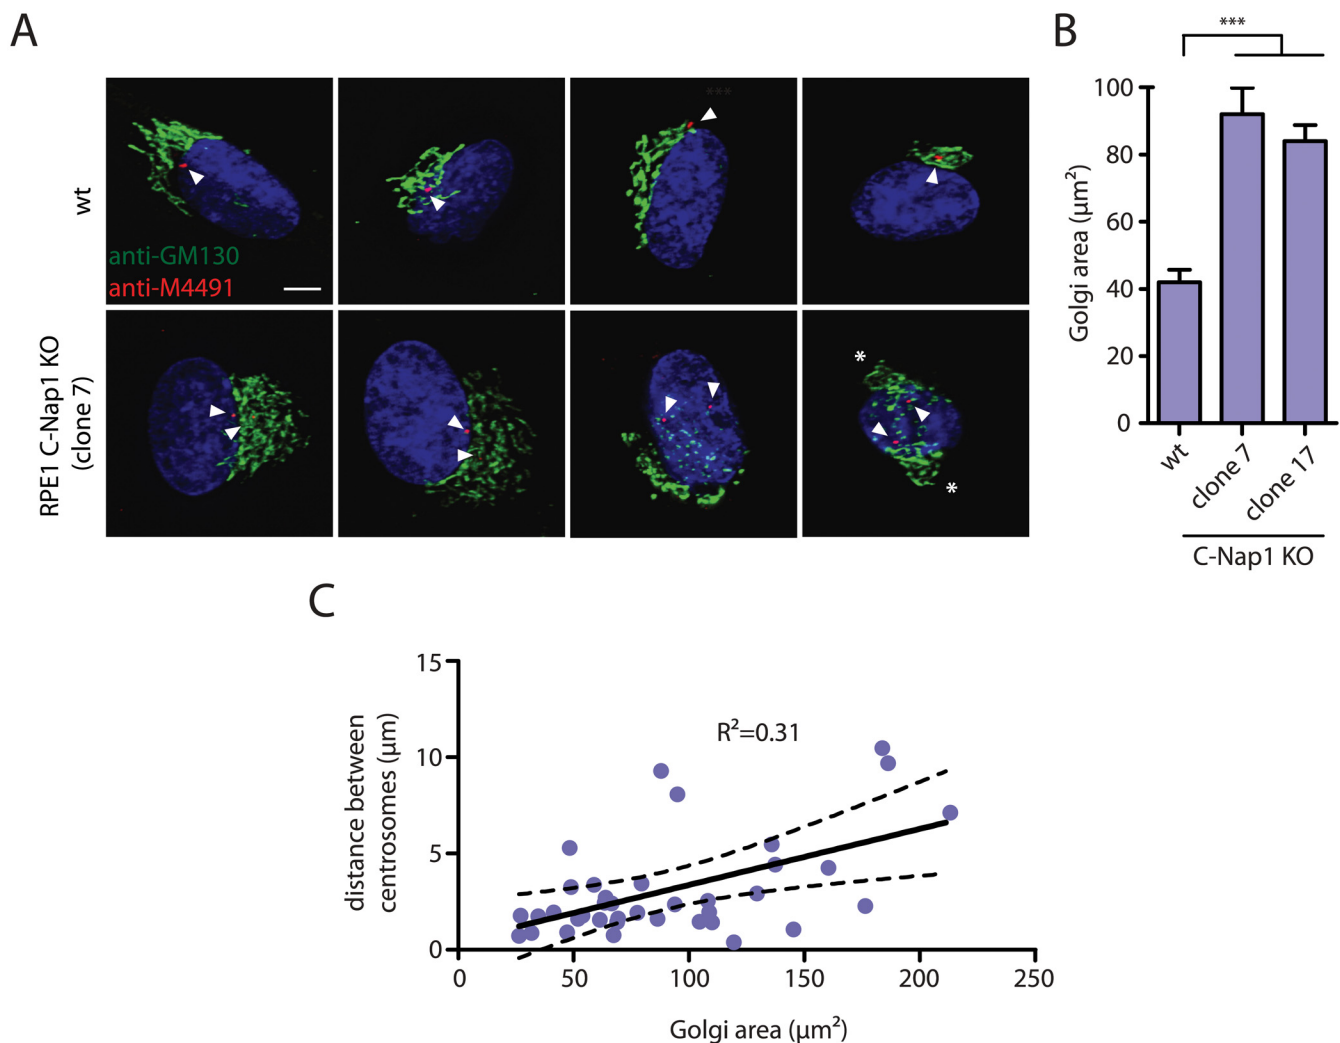 A
B
***
***
wt
anti-GM130
anti-M4491
RPE1 C-Nap1 KO
(clone 7)
*
*
Golgi area (µm²)
100
80
60
40
20
0
wt
clone 7
clone 17
C-Nap1 KO
C
distance between
centrosomes (µm)
15
10
5
0
R²=0.31
0
50
100
150
200
250
Golgi area (µm²)